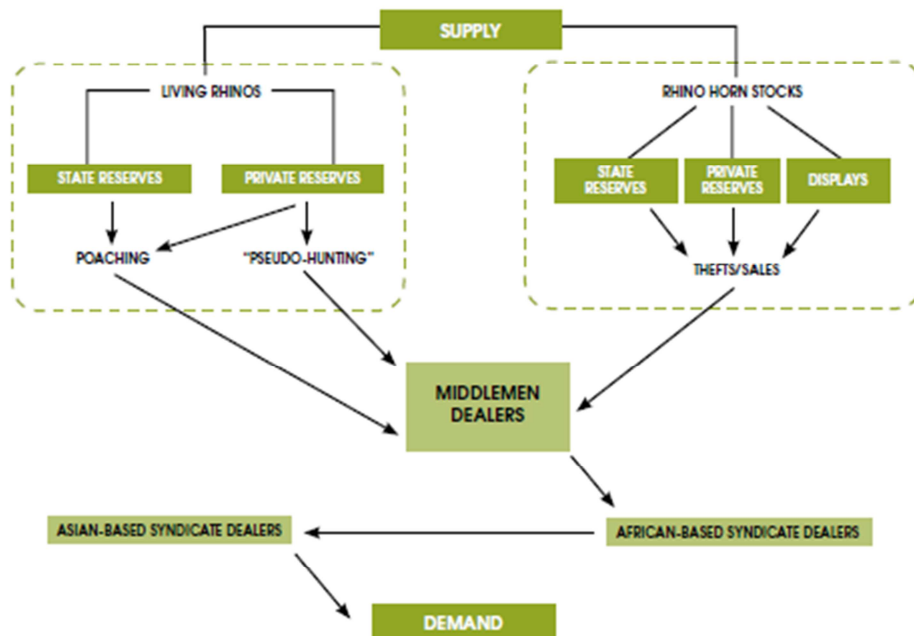 SUPPLY
LIVING RHINOS
RHINO HORN STOCKS
STATE RESERVES
PRIVATE RESERVES
STATE
RESERVES
PRIVATE
RESERVES
DISPLAYS
POACHING
"PSEUDO-HUNTING"
THEFTS/SALES
MIDDLEMEN
DEALERS
ASIAN-BASED SYNDICATE DEALERS
AFRICAN-BASED SYNDICATE DEALERS
DEMAND